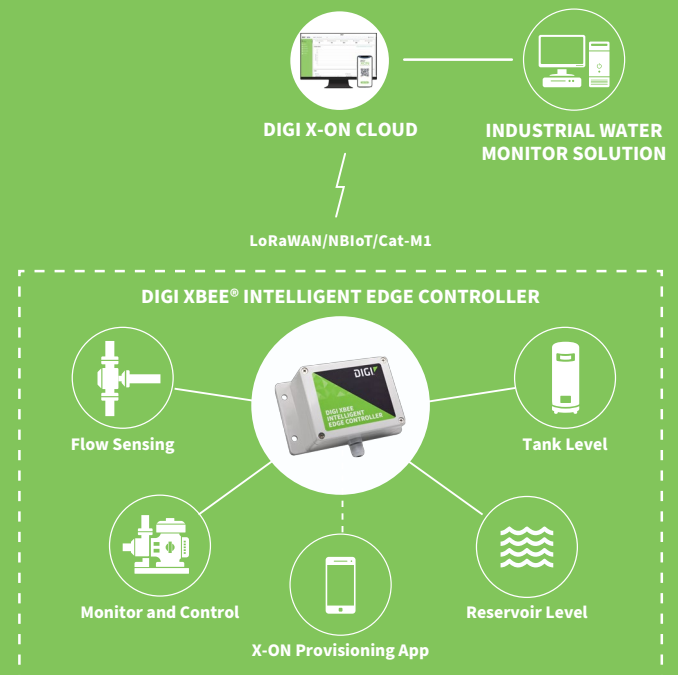 DIGI X-ON CLOUD
INDUSTRIAL WATER
MONITOR SOLUTION
LoRaWAN/NBIoT/Cat-M1
DIGI XBEE® INTELLIGENT EDGE CONTROLLER
DIGI
DIGI XBEE
INTELLIGENT
EDGE CONTROLLER
Flow Sensing
Tank Level
Monitor and Control
Reservoir Level
X-ON Provisioning App